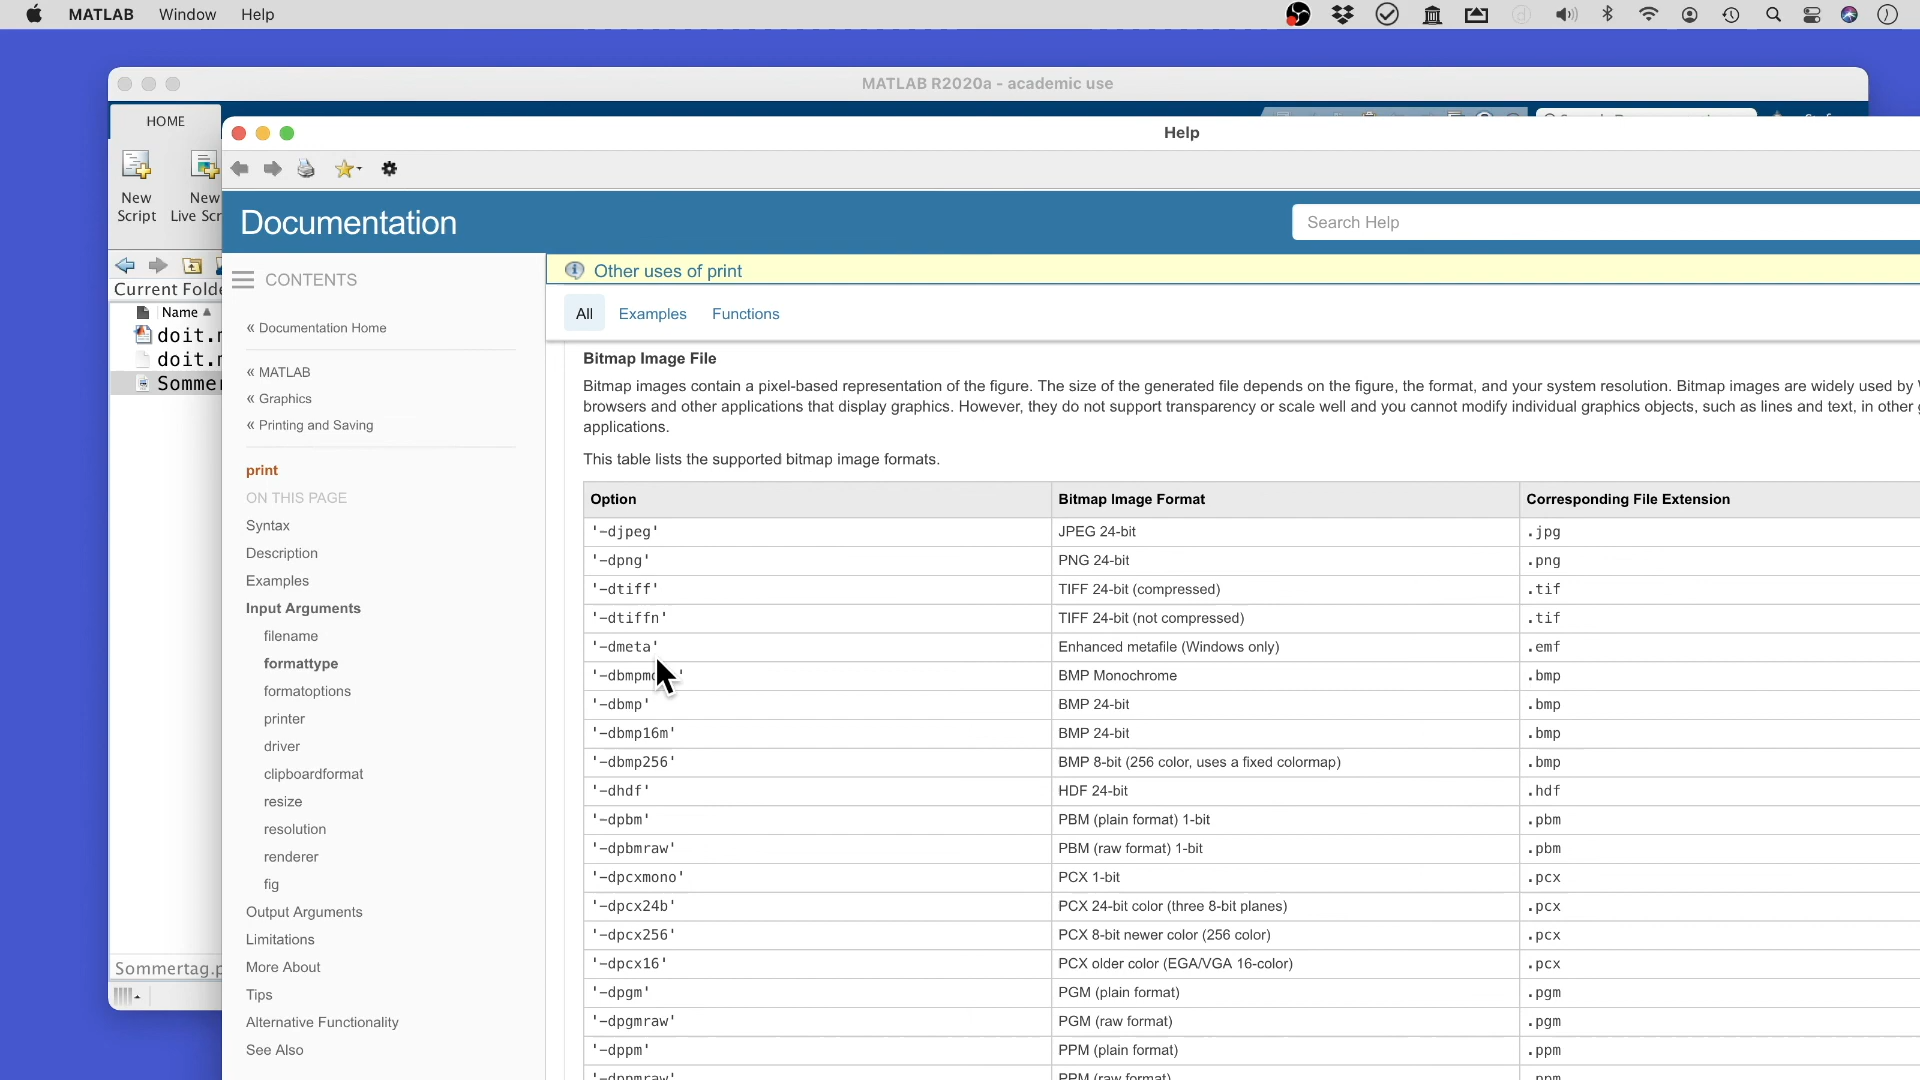 MATLAB Window Help
MATLAB R2020a - academic use
HOME
Help
New
Script
New
Live Scr
Documentation
Search Help
Current Folde
Name
doit.
doit.
Sommer
Sommertag.p
CONTENTS
« Documentation Home
« MATLAB
« Graphics
« Printing and Saving
print
ON THIS PAGE
Syntax
Description
Examples
Input Arguments
filename
formattype
formatoptions
printer
driver
clipboardformat
resize
resolution
renderer
fig
Output Arguments
Limitations
More About
Tips
Alternative Functionality
See Also
Other uses of print
All Examples Functions
Bitmap Image File
Bitmap images contain a pixel-based representation of the figure. The size of the generated file depends on the figure, the format, and your system resolution. Bitmap images are widely used by
browsers and other applications that display graphics. However, they do not support transparency or scale well and you cannot modify individual graphics objects, such as lines and text, in other
applications.
This table lists the supported bitmap image formats.
Option Bitmap Image Format Corresponding File Extension
'-djpeg' JPEG 24-bit .jpg
'-dpng' PNG 24-bit .png
'-dtiff' TIFF 24-bit (compressed) .tif
'-dtiffn' TIFF 24-bit (not compressed) .tif
'-dmeta' Enhanced metafile (Windows only) .emf
BMP Monochrome .bmp
'-dbmp' BMP 24-bit .bmp
'-dbmp16m' BMP 24-bit .bmp
'-dbmp256' BMP 8-bit (256 color, uses a fixed colormap) .bmp
'-dhdf' HDF 24-bit .hdf
'-dpbm' PBM (plain format) 1-bit .pbm
'-dpbmraw' PBM (raw format) 1-bit .pbm
'-dpcxmono' PCX 1-bit .pcx
'-dpcx24b' PCX 24-bit color (three 8-bit planes) .pcx
'-dpcx256' PCX 8-bit newer color (256 color) .pcx
'-dpcx16' PCX older color (EGA/VGA 16-color) .pcx
'-dpgm' PGM (plain format) .pgm
'-dpgmraw' PGM (raw format) .pgm
'-dppm' PPM (plain format) .ppm
'-dppmraw' PPM (raw format) .ppm